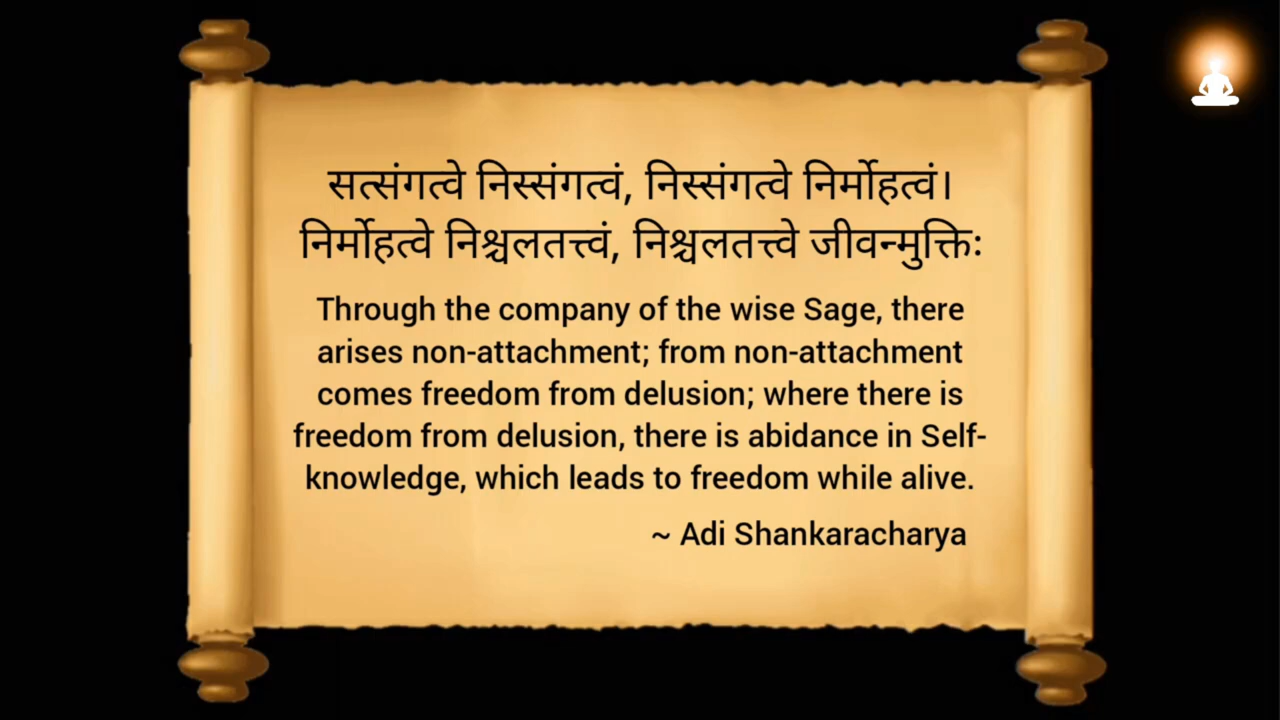 सत्संगत्वे निस्संगत्वं, निस्संगत्वे निर्मोहत्वं।
निर्मोहत्वे निश्चलतत्त्वं, निश्चलतत्त्वे जीवन्मुक्तिः
Through the company of the wise Sage, there
arises non-attachment; from non-attachment
comes freedom from delusion; where there is
freedom from delusion, there is abidance in Self-
knowledge, which leads to freedom while alive.
~ Adi Shankaracharya